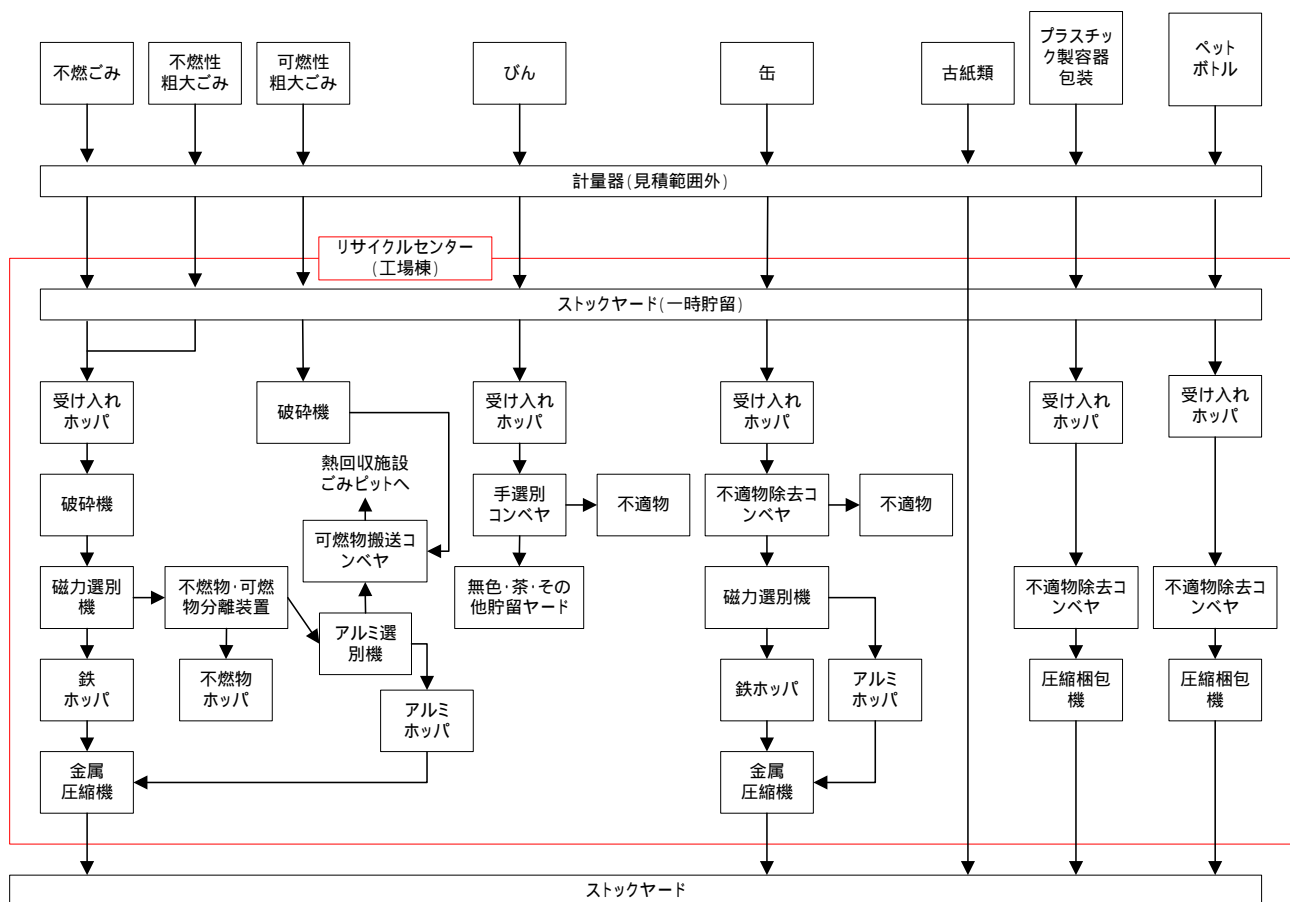 不燃ごみ
不燃性
粗大ごみ
可燃性
粗大ごみ
びん
缶
古紙類
プラスチッ
ク製容器
包装
ペット
ボトル
計量器(見積範囲外)
リサイクルセンター
(工場棟)
ストックヤード(一時貯留)
受け入れ
ホッパ
破砕機
受け入れ
ホッパ
受け入れ
ホッパ
受け入れ
ホッパ
受け入れ
ホッパ
熱回収施設
ごみピットへ
破砕機
可燃物搬送コ
ンベヤ
手選別
コンベヤ
不適物
不適物除去コ
ンベヤ
不適物
磁力選別
機
不燃物・可燃
物分離装置
アルミ選
別機
無色・茶・その
他貯留ヤード
磁力選別機
不適物除去コ
ンベヤ
不適物除去コ
ンベヤ
鉄
ホッパ
不燃物
ホッパ
アルミ
ホッパ
鉄ホッパ
アルミ
ホッパ
圧縮梱包
機
圧縮梱包
機
金属
圧縮機
金属
圧縮機
ストックヤード